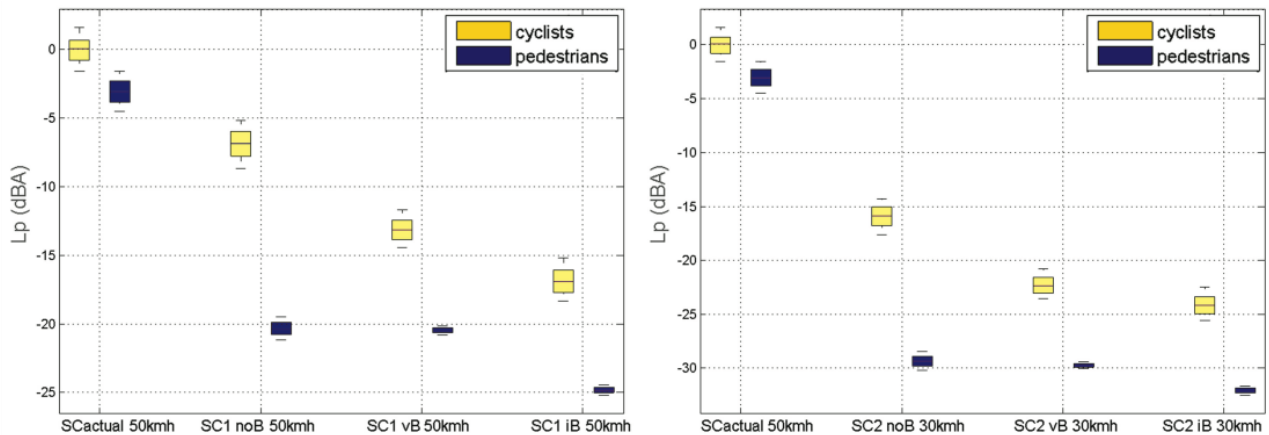 cyclists
pedestrians
Lp (dBA)
0
-5
-10
-15
-20
-25
SCactual 50kmh
SC1 noB 50kmh
SC1 vB 50kmh
SC1 iB 50kmh
cyclists
pedestrians
Lp (dBA)
0
-5
-10
-15
-20
-25
-30
SCactual 50kmh
SC2 noB 30kmh
SC2 vB 30kmh
SC2 iB 30kmh